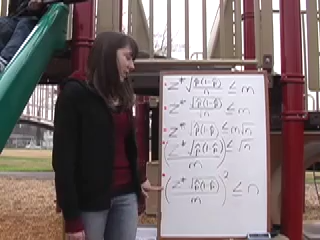 z* √(p̂(1-p̂)) / √n ≤ m
z* √(p̂(1-p̂)) / √n ≤ m
z* √(p̂(1-p̂)) ≤ m√n
(z* √(p̂(1-p̂)) / m) ≤ √n
(z* √(p̂(1-p̂)) / m)² ≤ n